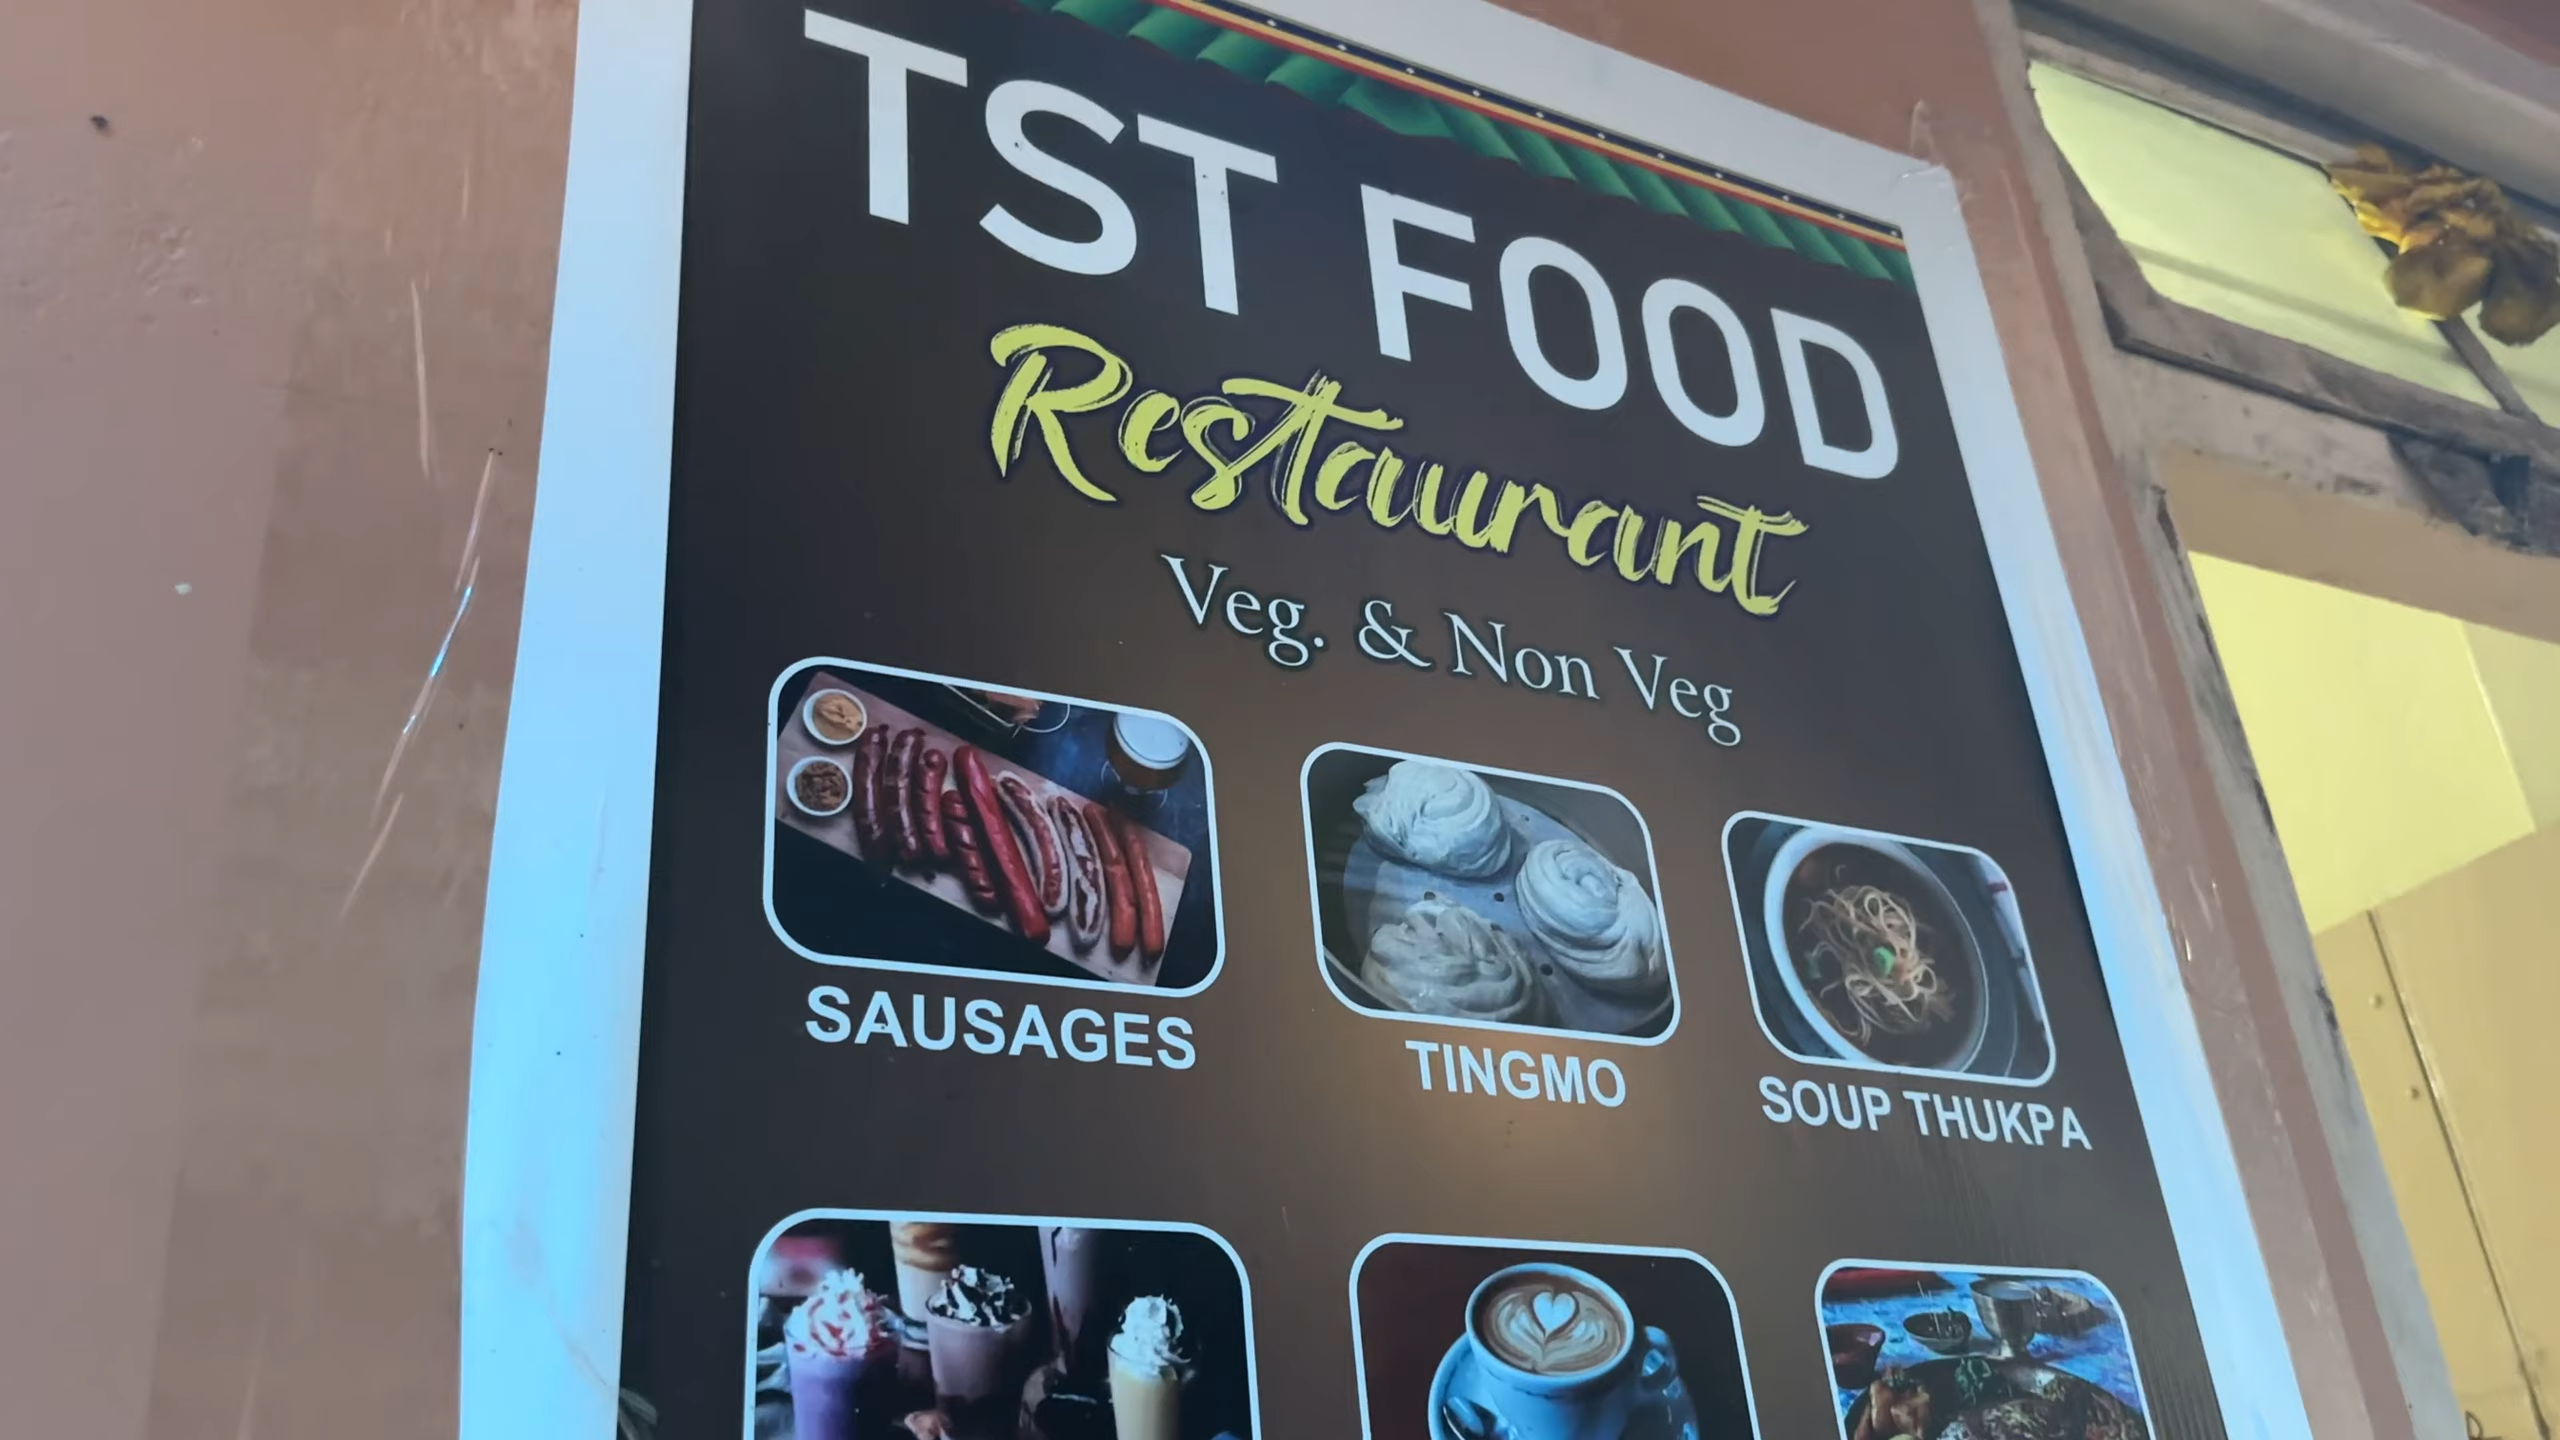 TST FOOD
Restaurant
Veg. & Non Veg
SAUSAGES
TINGMO
SOUP THUKPA